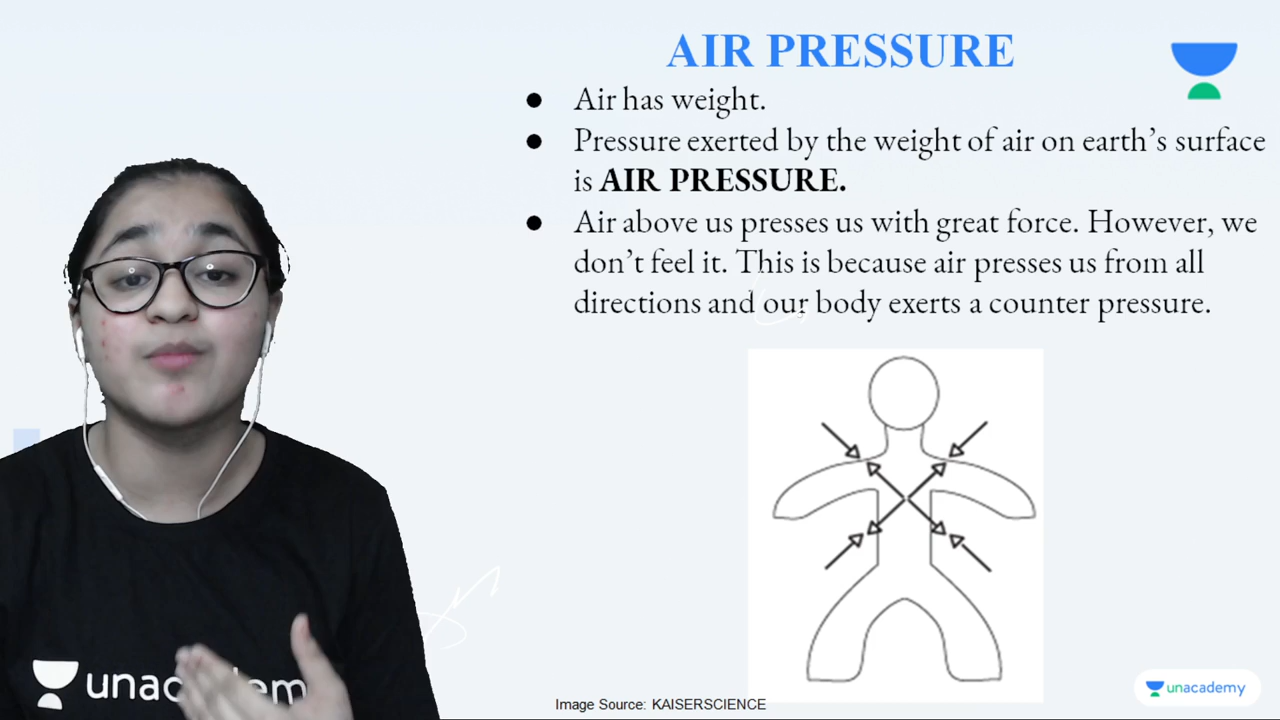 AIR PRESSURE
● Air has weight.
● Pressure exerted by the weight of air on earth's surface
is AIR PRESSURE.
● Air above us presses us with great force. However, we
don't feel it. This is because air presses us from all
directions and our body exerts a counter pressure.
unac em
Image Source: KAISERSCIENCE
unacademy